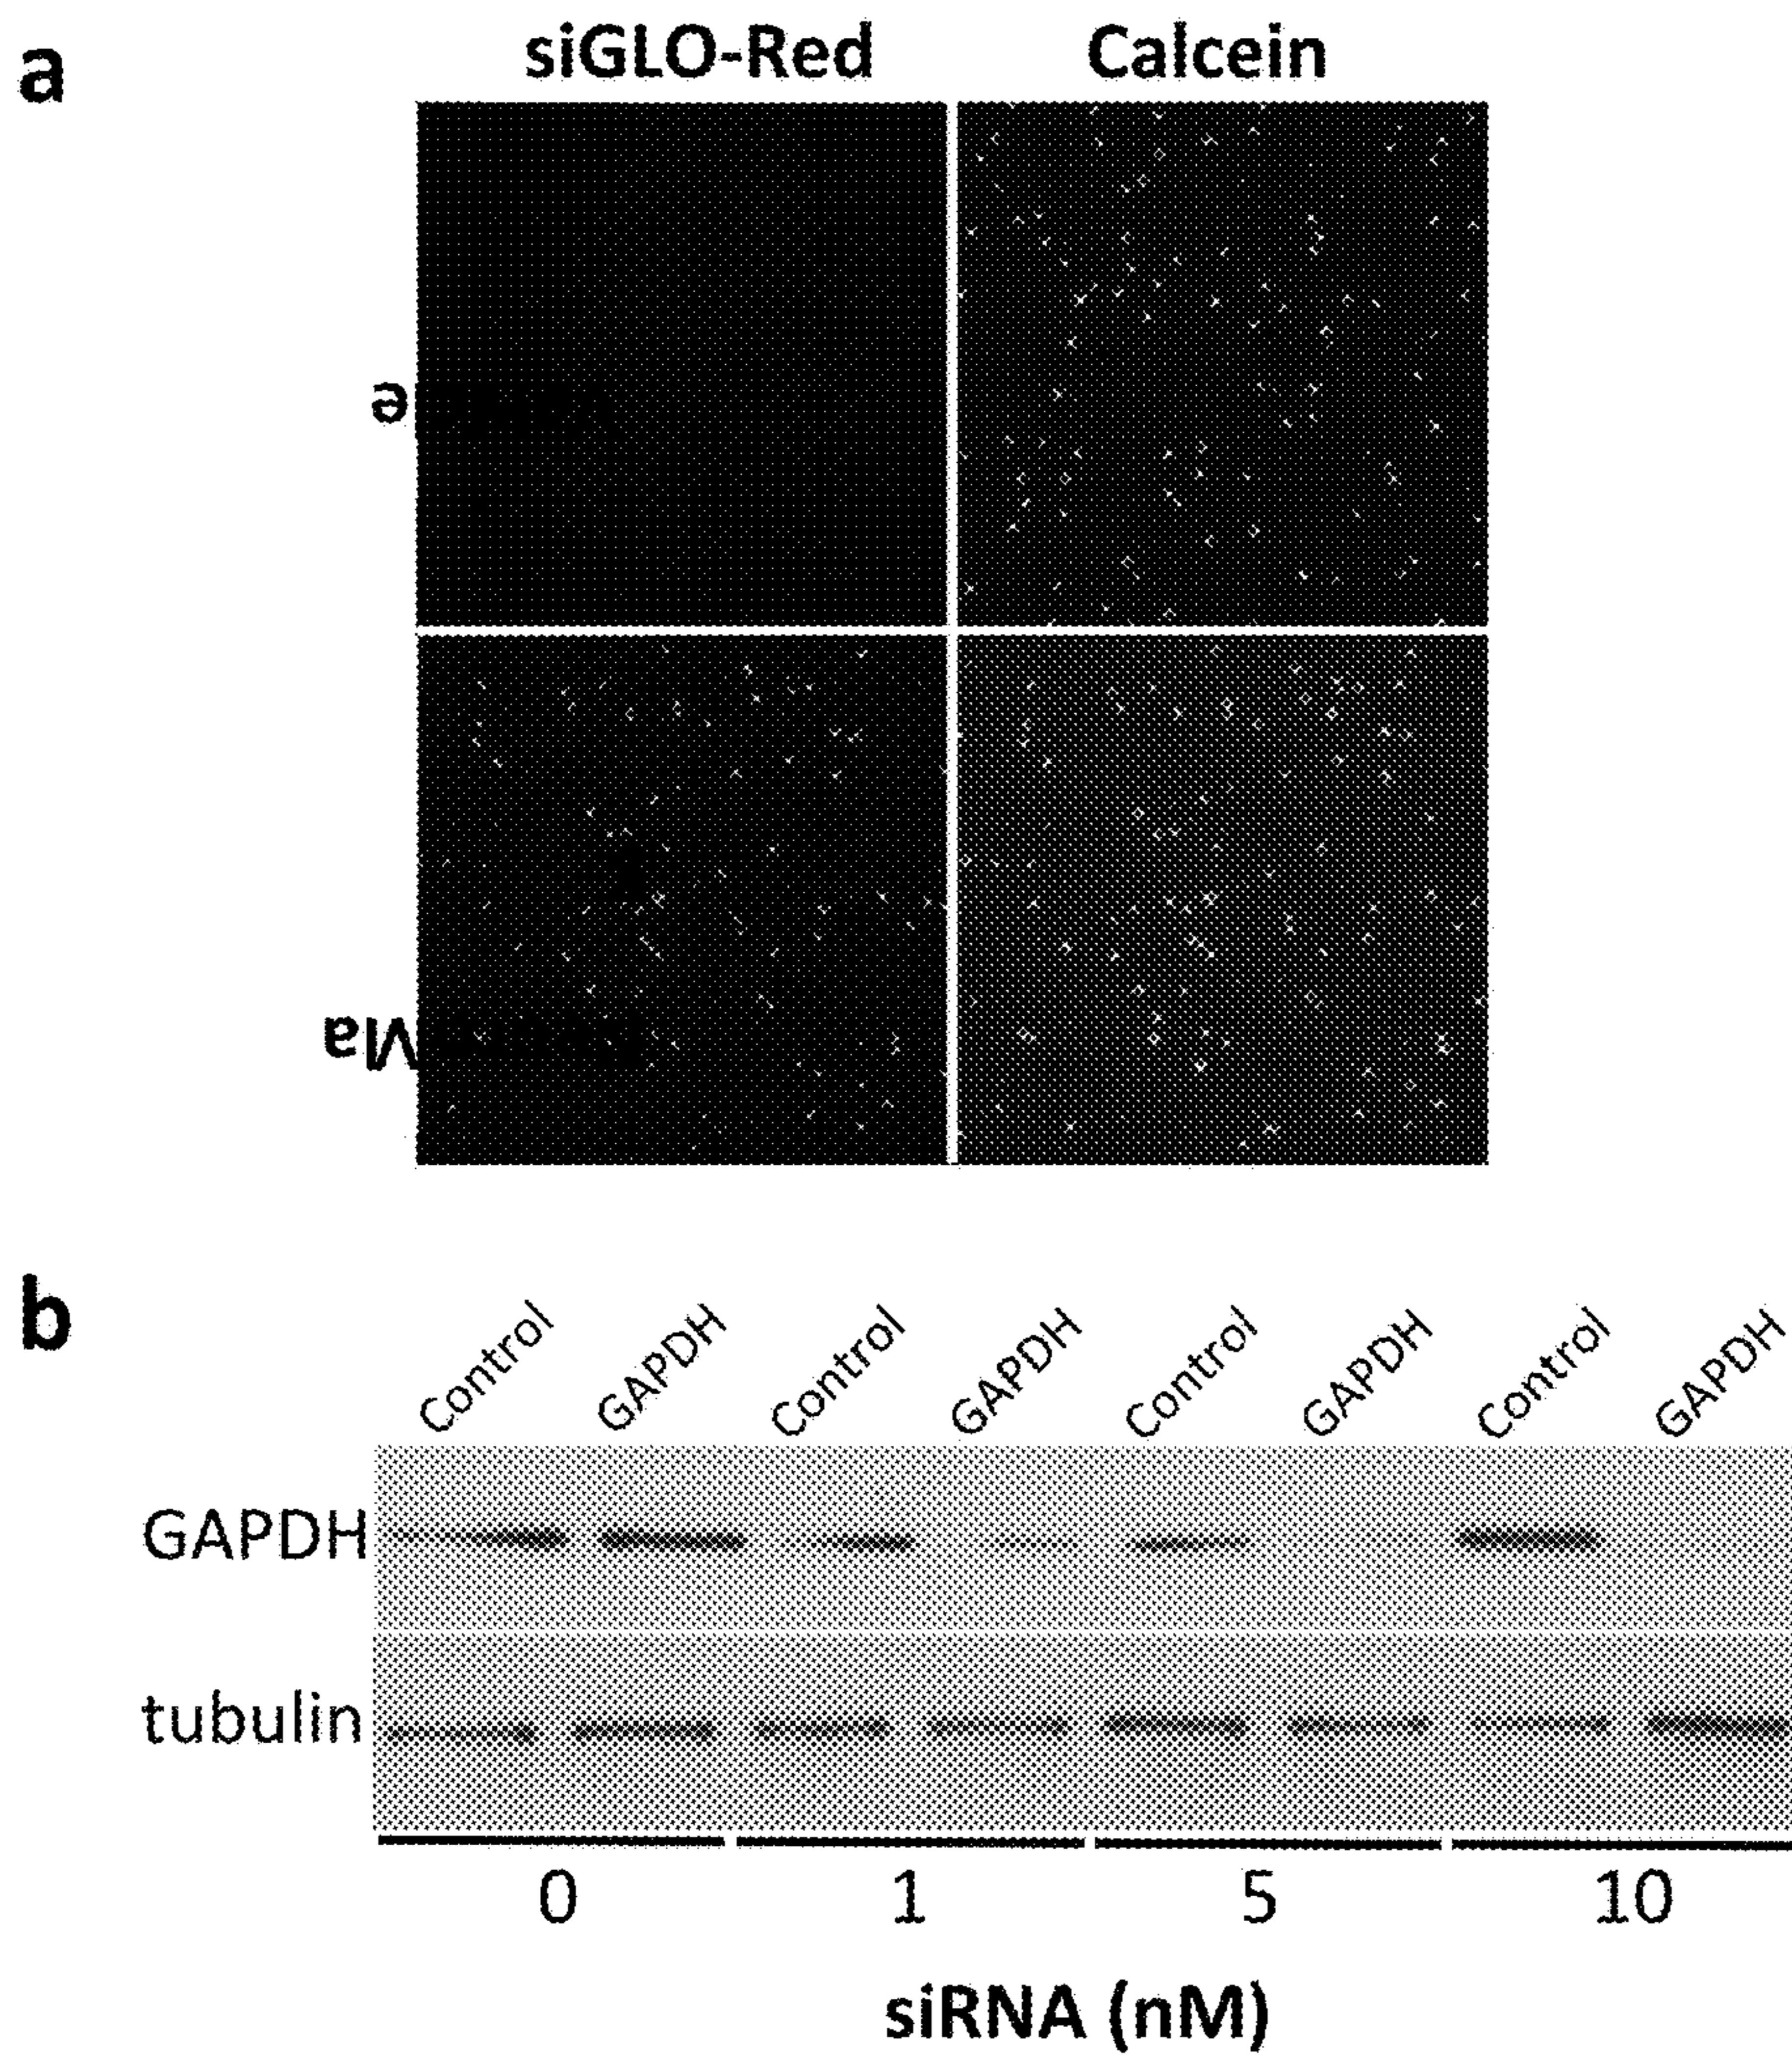 a
siGLO-Red Calcein
e
Ma
b
Control GAPDH Control GAPDH Control GAPDH Control GAPDH
GAPDH
tubulin
0 1 5 10
siRNA (nM)